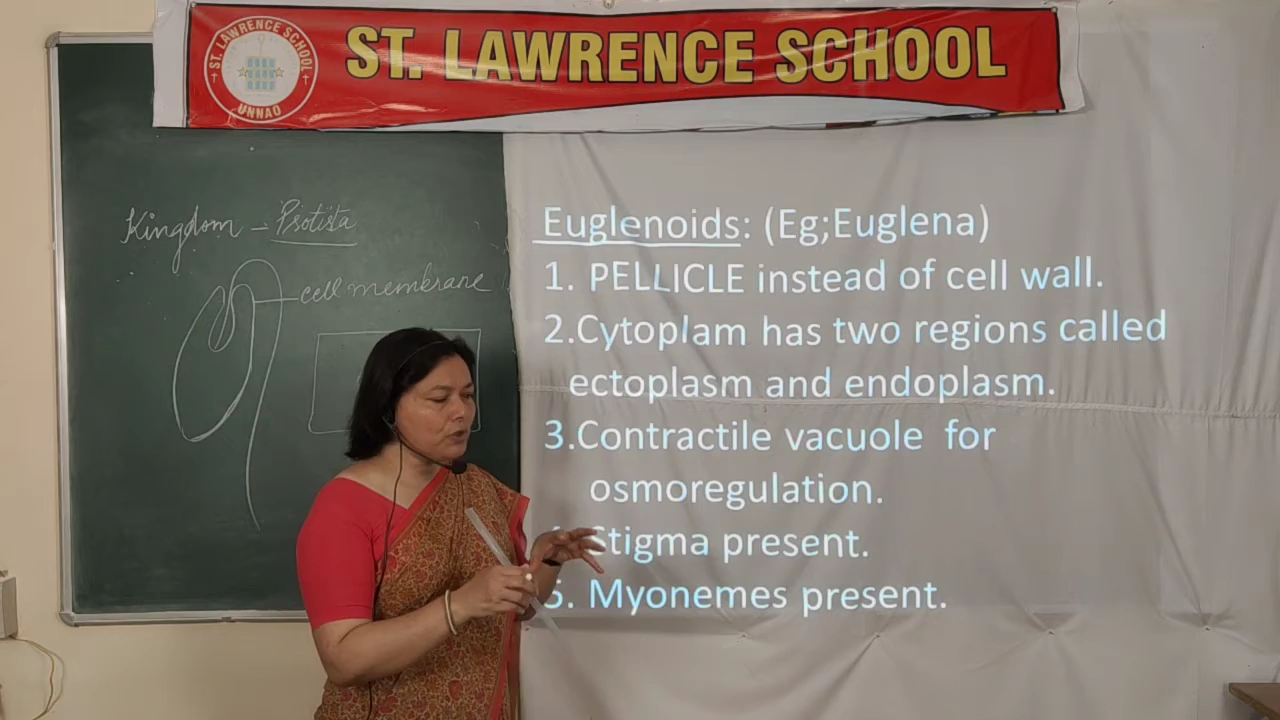 ST. LAWRENCE SCHOOL
ST. LAWRENCE SCHOOL
UNNAO
Kingdom - Protista
cell membrane
Euglenoids: (Eg;Euglena)
1. PELLICLE instead of cell wall.
2.Cytoplam has two regions called
ectoplasm and endoplasm.
3.Contractile vacuole for
osmoregulation.
4. Stigma present.
5. Myonemes present.